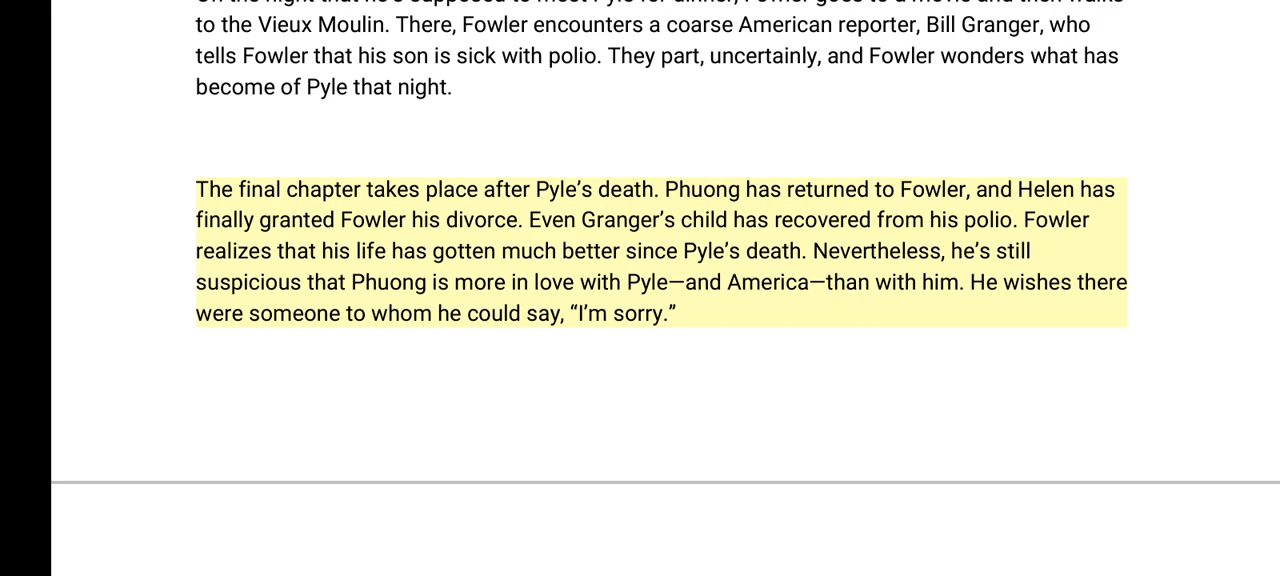 to the Vieux Moulin. There, Fowler encounters a coarse American reporter, Bill Granger, who
tells Fowler that his son is sick with polio. They part, uncertainly, and Fowler wonders what has
become of Pyle that night.
The final chapter takes place after Pyle’s death. Phuong has returned to Fowler, and Helen has
finally granted Fowler his divorce. Even Granger’s child has recovered from his polio. Fowler
realizes that his life has gotten much better since Pyle’s death. Nevertheless, he’s still
suspicious that Phuong is more in love with Pyle—and America—than with him. He wishes there
were someone to whom he could say, “I’m sorry.”